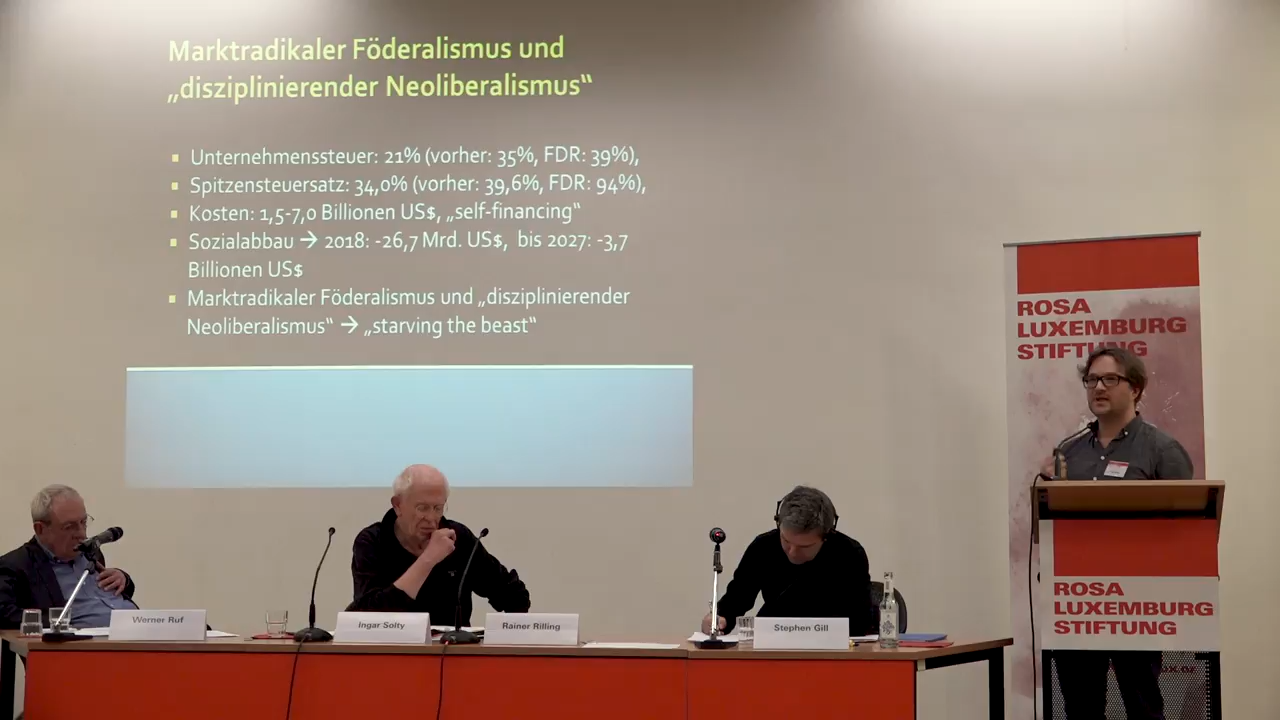 Marktradikaler Föderalismus und
„disziplinierender Neoliberalismus“
▪ Unternehmenssteuer: 21% (vorher: 35%, FDR: 39%),
▪ Spitzensteuersatz: 34,0% (vorher: 39,6%, FDR: 94%),
▪ Kosten: 1,5-7,0 Billionen US$, „self-financing“
▪ Sozialabbau → 2018: -26,7 Mrd. US$, bis 2027: -3,7
Billionen US$
▪ Marktradikaler Föderalismus und „disziplinierender
Neoliberalismus“ → „starving the beast“
ROSA
LUXEMBURG
STIFTUNG
ROSA
LUXEMBURG
STIFTUNG
Werner Ruf
Ingar Solty
Rainer Rilling
Stephen Gill